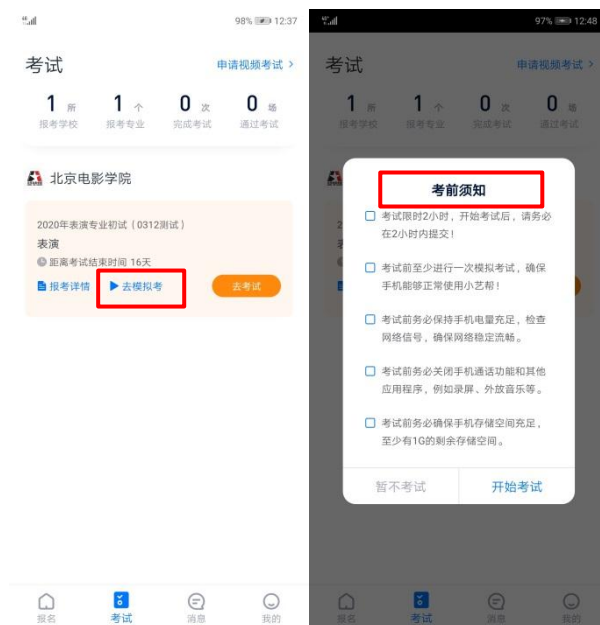 98% 12:37
考试
申请视频考试 >
1 所
1 个
0 次
0 场
报考学校
报考专业
完成考试
通过考试
北京电影学院
2020年表演专业初试（0312测试）
表演
距离考试结束时间 16天
报考详情
去模拟考
去考试
报名
考试
消息
我的
97% 12:48
考试
申请视频考试 >
1 所
1 个
0 次
0 场
报考学校
报考专业
完成考试
通过考试
考前须知
考试限时2小时，开始考试后，请务必
在2小时内提交！
考试前至少进行一次模拟考试，确保
手机能够正常使用小艺帮！
考试前务必保持手机电量充足，检查
网络信号，确保网络稳定流畅。
考试前务必关闭手机通话功能和其他
应用程序，例如录屏、外放音乐等。
考试前务必确保手机存储空间充足，
至少有1G的剩余存储空间。
暂不考试
开始考试
报名
考试
消息
我的